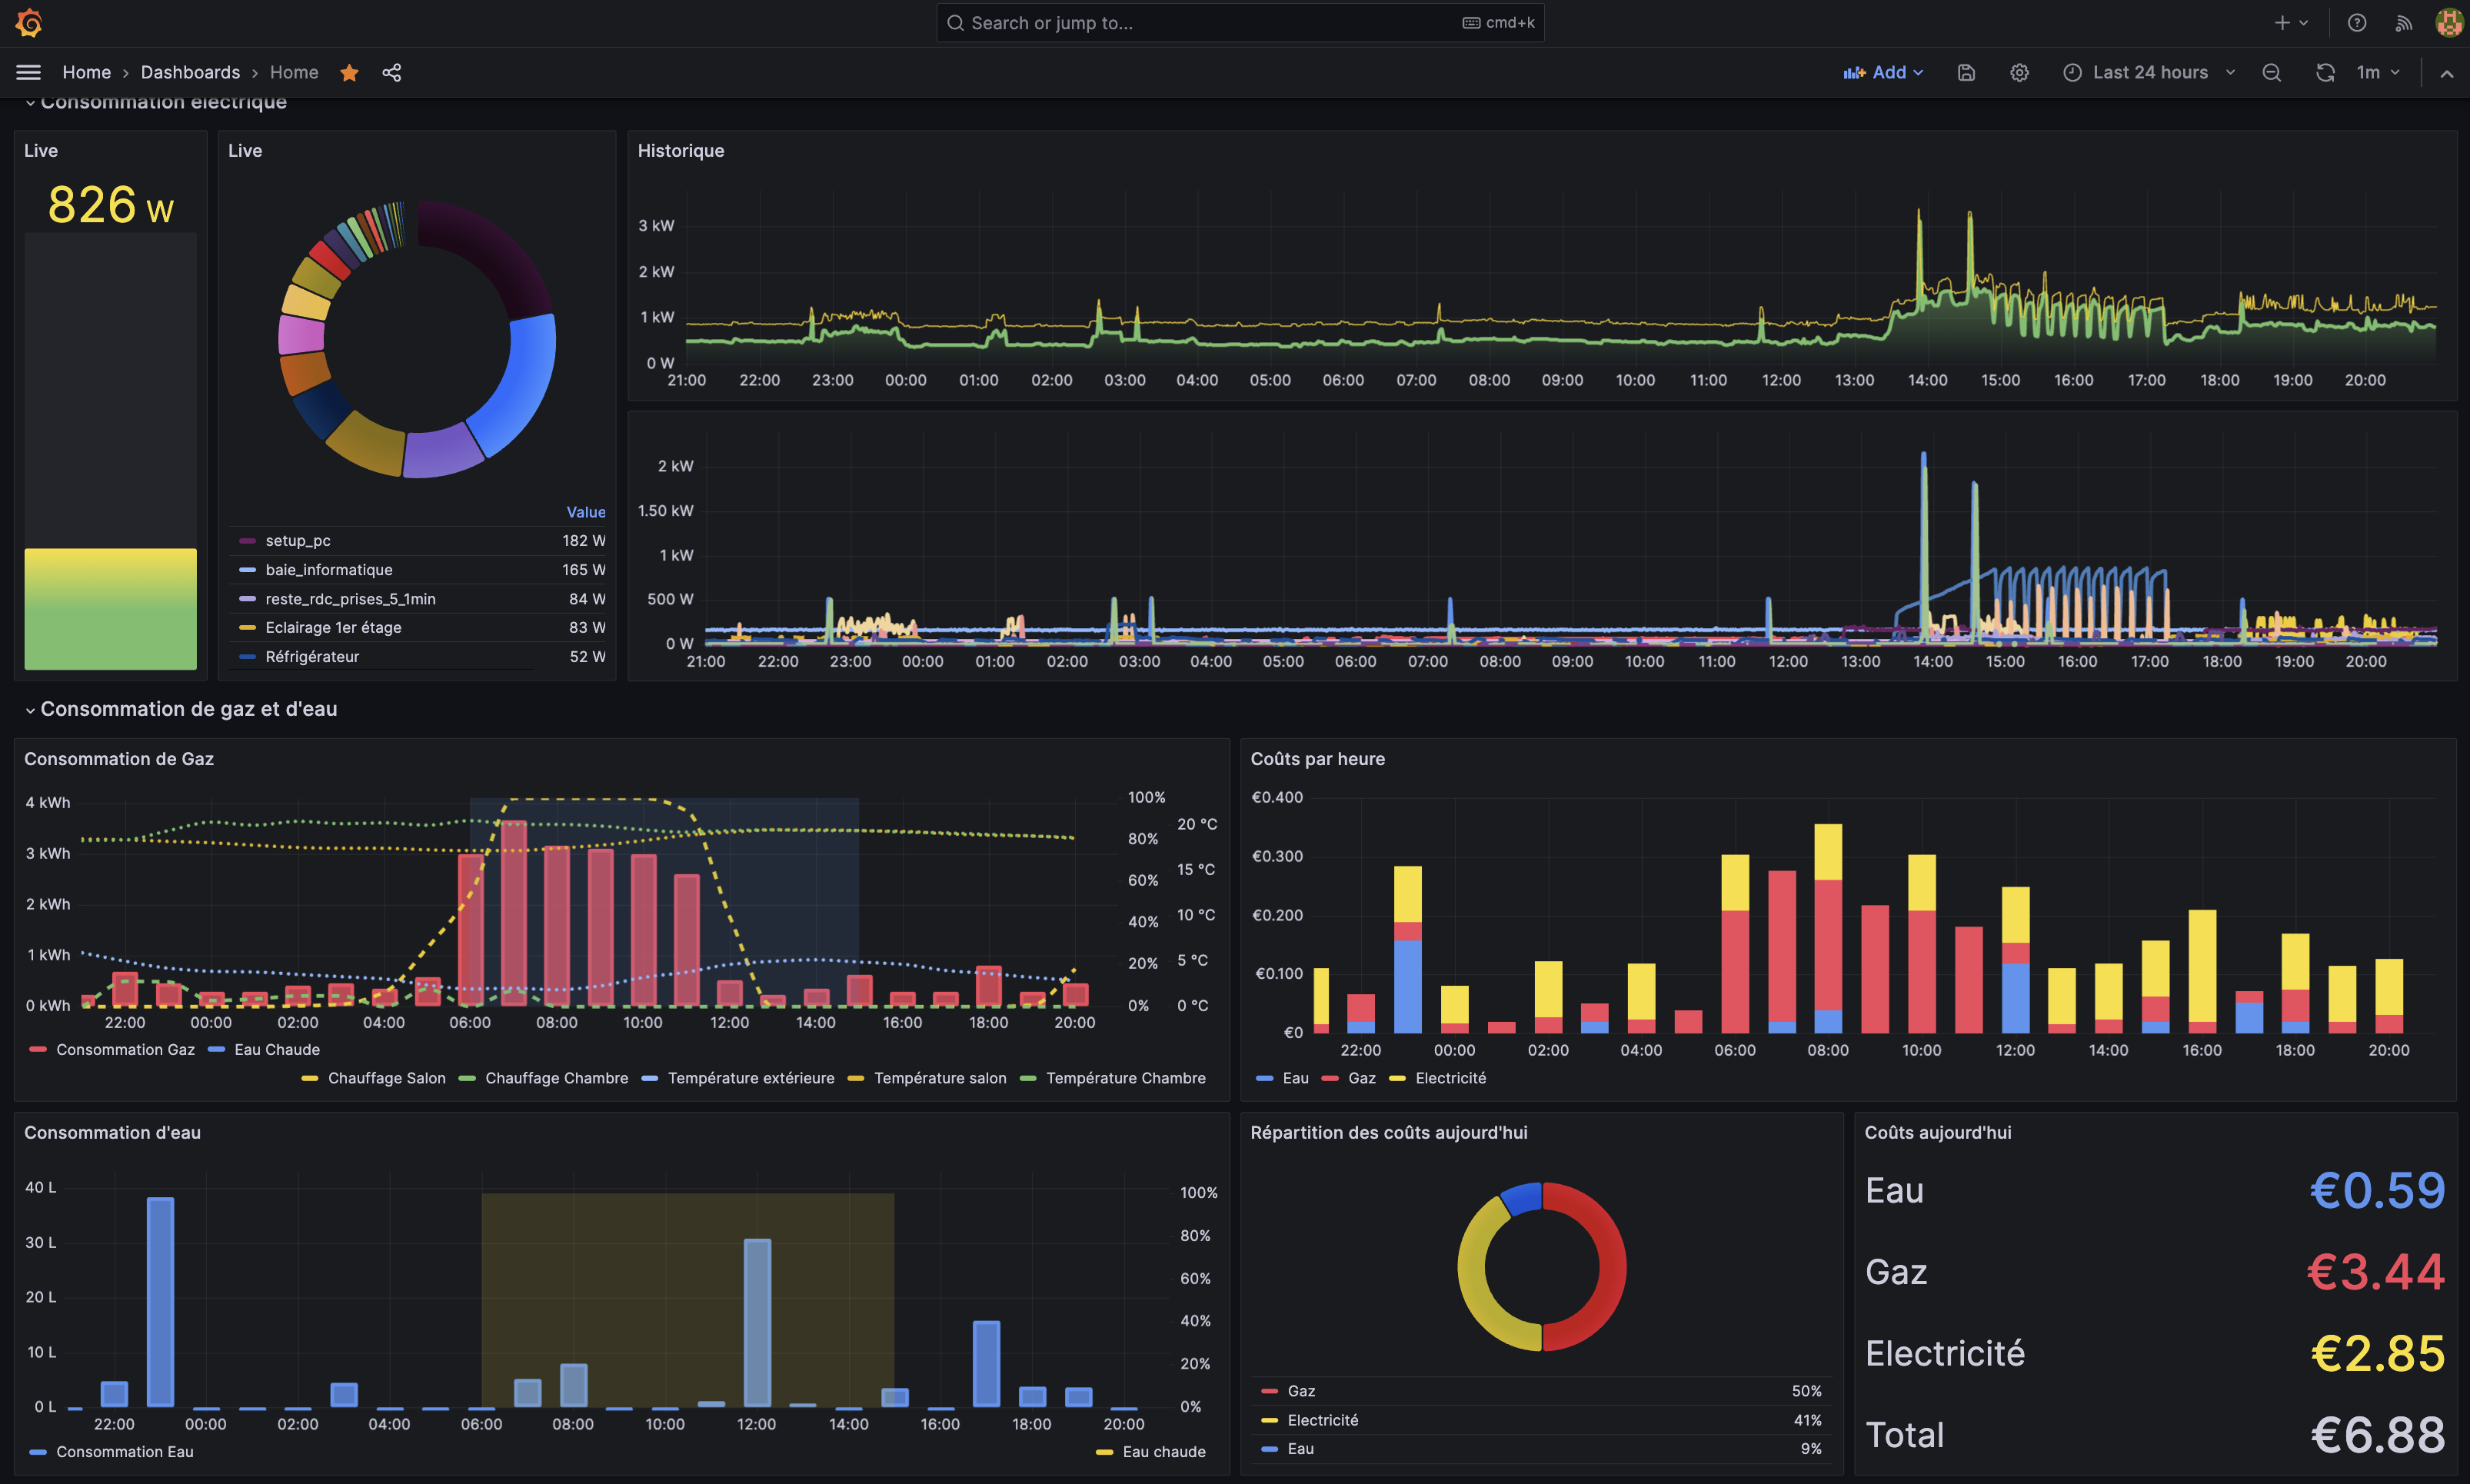 Search or jump to...
cmd+k
Home › Dashboards › Home
Add
Last 24 hours
1m
Consommation électrique
Live
826 W
Live
Value
setup_pc 182 W
baie_informatique 165 W
reste_rdc_prises_5_1min 84 W
Eclairage 1er étage 83 W
Réfrigérateur 52 W
Historique
3 kW
2 kW
1 kW
0 W
21:00 22:00 23:00 00:00 01:00 02:00 03:00 04:00 05:00 06:00 07:00 08:00 09:00 10:00 11:00 12:00 13:00 14:00 15:00 16:00 17:00 18:00 19:00 20:00
2 kW
1.50 kW
1 kW
500 W
0 W
21:00 22:00 23:00 00:00 01:00 02:00 03:00 04:00 05:00 06:00 07:00 08:00 09:00 10:00 11:00 12:00 13:00 14:00 15:00 16:00 17:00 18:00 19:00 20:00
Consommation de gaz et d'eau
Consommation de Gaz
4 kWh
3 kWh
2 kWh
1 kWh
0 kWh
100%
80%
60%
40%
20%
0%
20 °C
15 °C
10 °C
5 °C
0 °C
22:00 00:00 02:00 04:00 06:00 08:00 10:00 12:00 14:00 16:00 18:00 20:00
Consommation Gaz Eau Chaude
Chauffage Salon Chauffage Chambre Température extérieure Température salon Température Chambre
Coûts par heure
€0.400
€0.300
€0.200
€0.100
€0
22:00 00:00 02:00 04:00 06:00 08:00 10:00 12:00 14:00 16:00 18:00 20:00
Eau Gaz Electricité
Consommation d'eau
40 L
30 L
20 L
10 L
0 L
100%
80%
60%
40%
20%
0%
22:00 00:00 02:00 04:00 06:00 08:00 10:00 12:00 14:00 16:00 18:00 20:00
Consommation Eau
Eau chaude
Répartition des coûts aujourd'hui
Gaz 50%
Electricité 41%
Eau 9%
Coûts aujourd'hui
Eau €0.59
Gaz €3.44
Electricité €2.85
Total €6.88